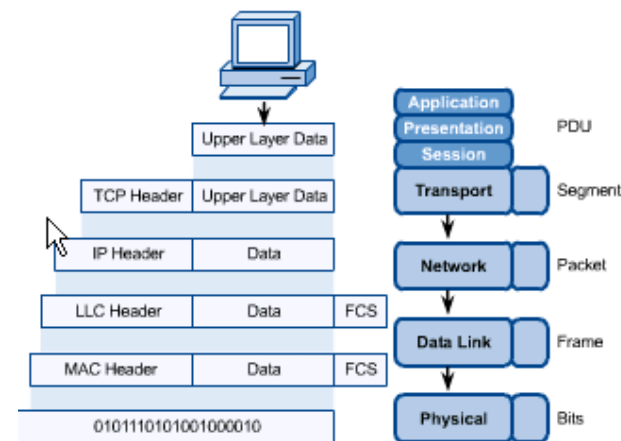 Application
Presentation
PDU
Upper Layer Data
Session
TCP Header
Upper Layer Data
Transport
Segment
IP Header
Data
Network
Packet
LLC Header
Data
FCS
Data Link
Frame
MAC Header
Data
FCS
Physical
Bits
01011101010010000010